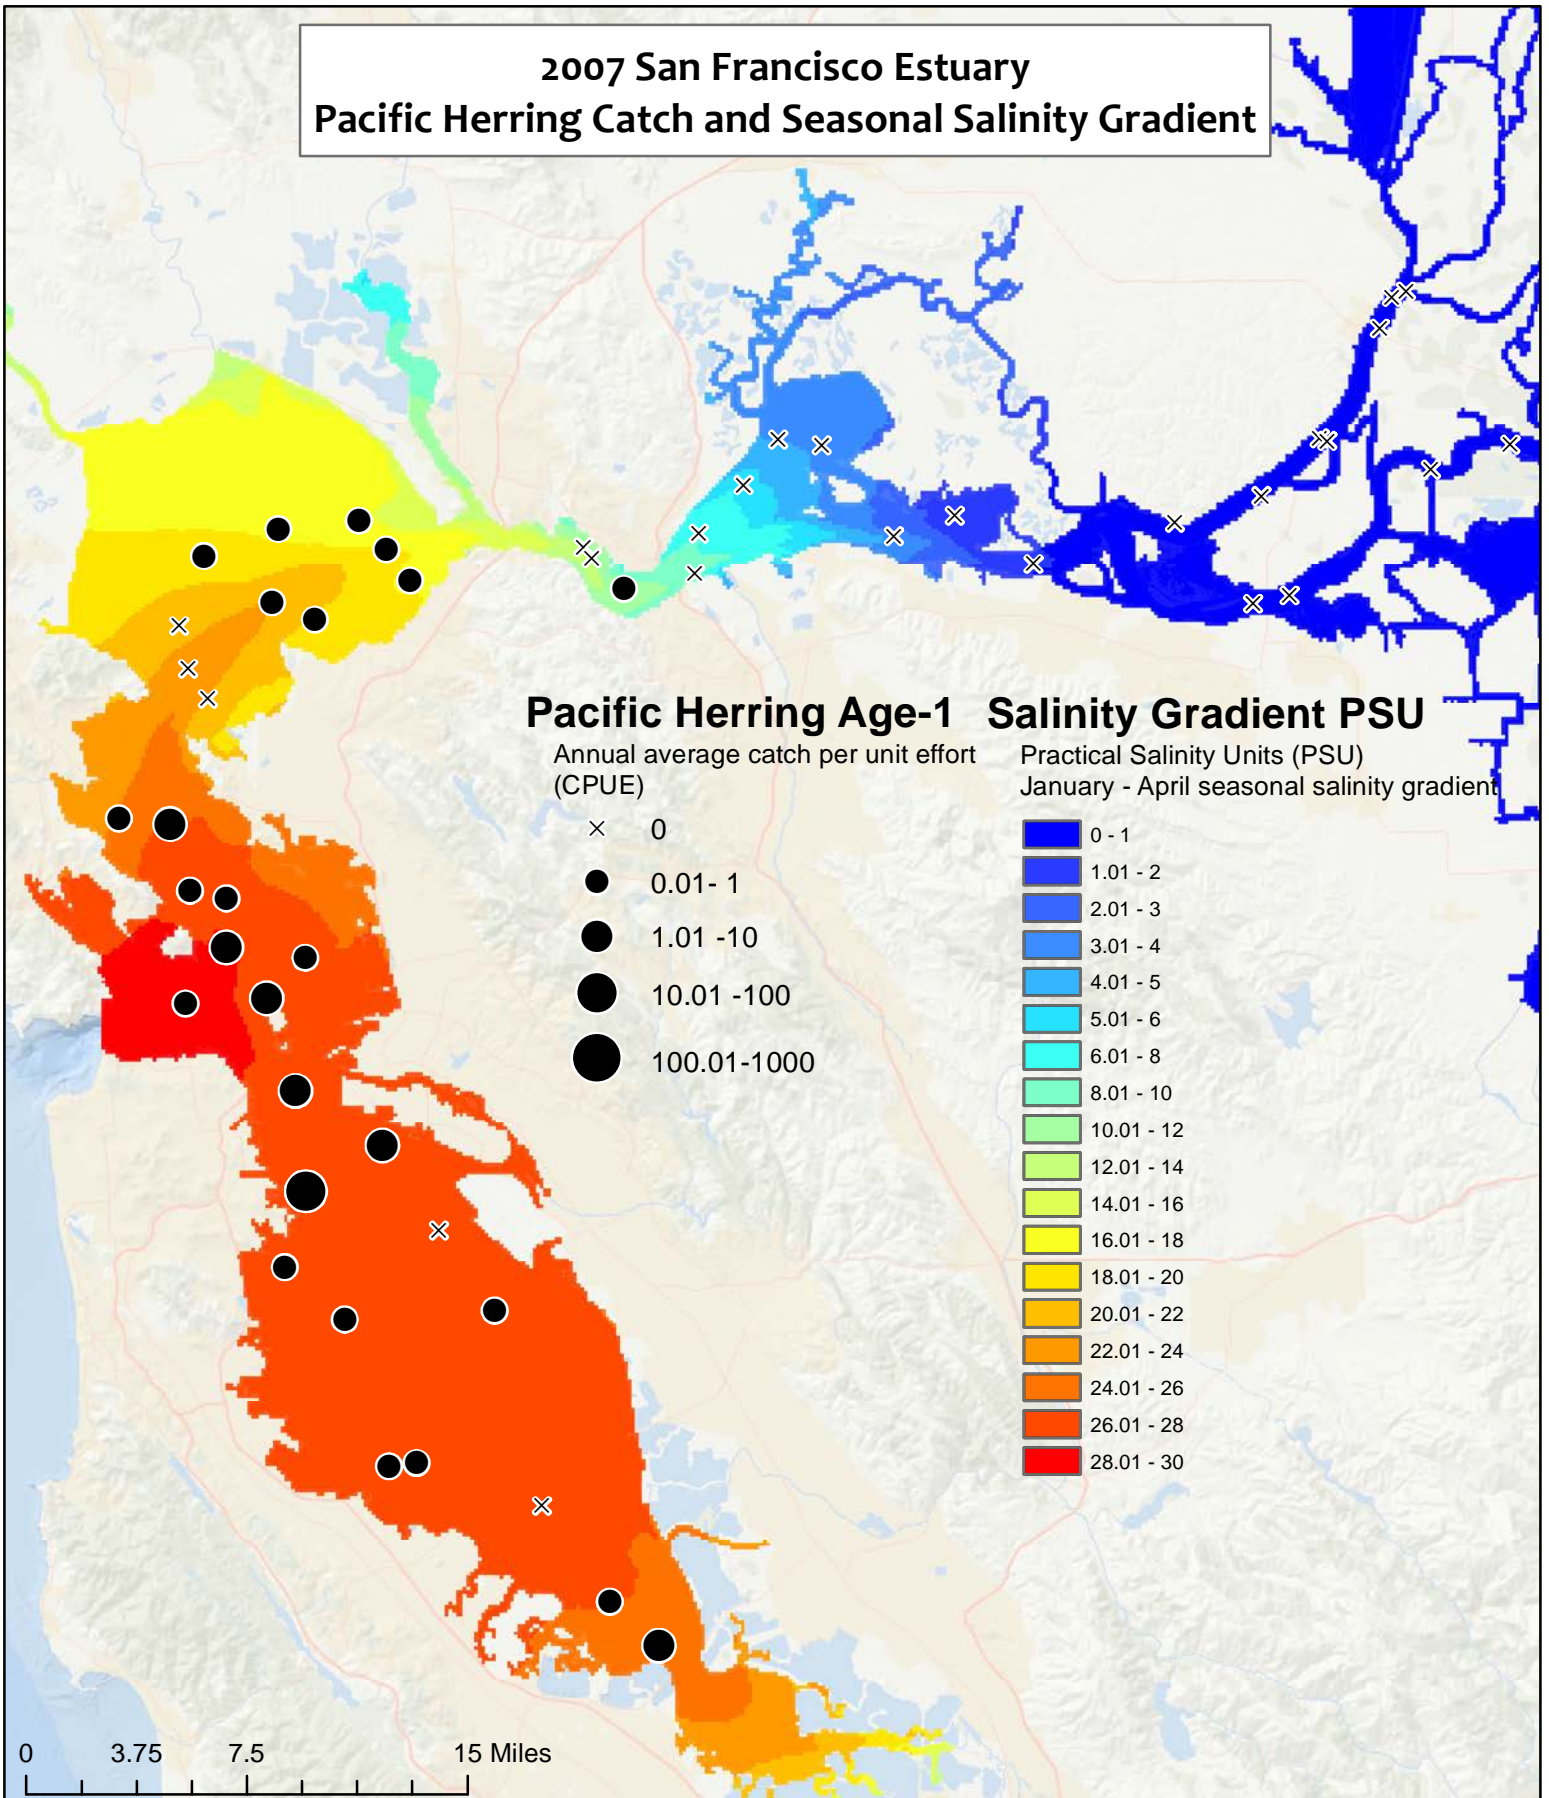 2007 San Francisco Estuary
Pacific Herring Catch and Seasonal Salinity Gradient
Pacific Herring Age-1
Annual average catch per unit effort
(CPUE)
0
0.01- 1
1.01 -10
10.01 -100
100.01-1000
Salinity Gradient PSU
Practical Salinity Units (PSU)
January - April seasonal salinity gradient
0 - 1
1.01 - 2
2.01 - 3
3.01 - 4
4.01 - 5
5.01 - 6
6.01 - 8
8.01 - 10
10.01 - 12
12.01 - 14
14.01 - 16
16.01 - 18
18.01 - 20
20.01 - 22
22.01 - 24
24.01 - 26
26.01 - 28
28.01 - 30
0 3.75 7.5 15 Miles